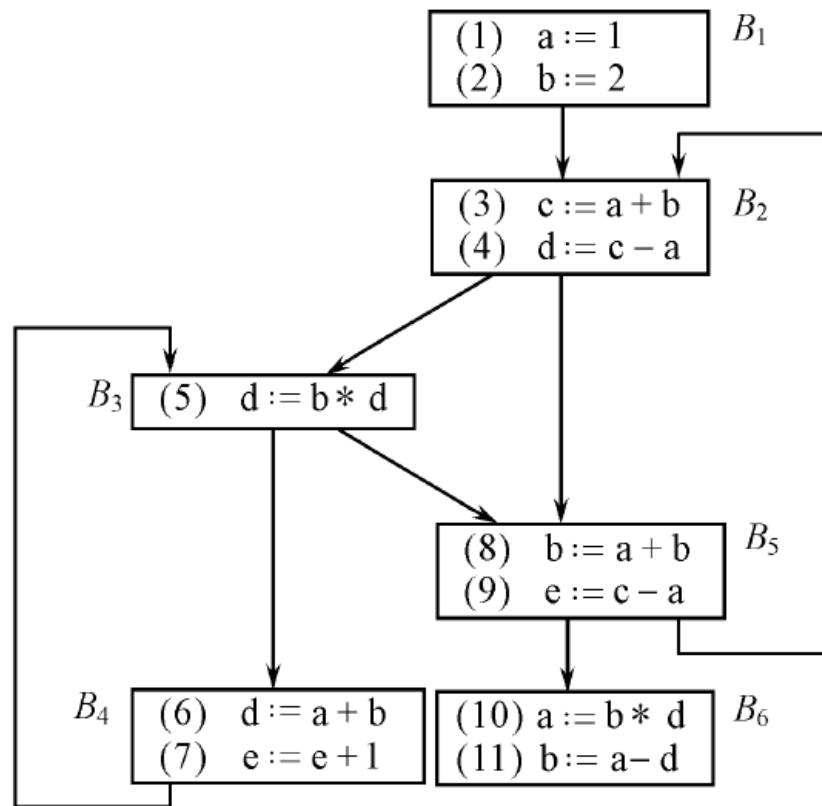 (1) a := 1 B₁
(2) b := 2
(3) c := a + b B₂
(4) d := c − a
B₃ (5) d := b * d
(8) b := a + b B₅
(9) e := c − a
B₄ (6) d := a + b
(7) e := e + 1
(10) a := b * d B₆
(11) b := a − d